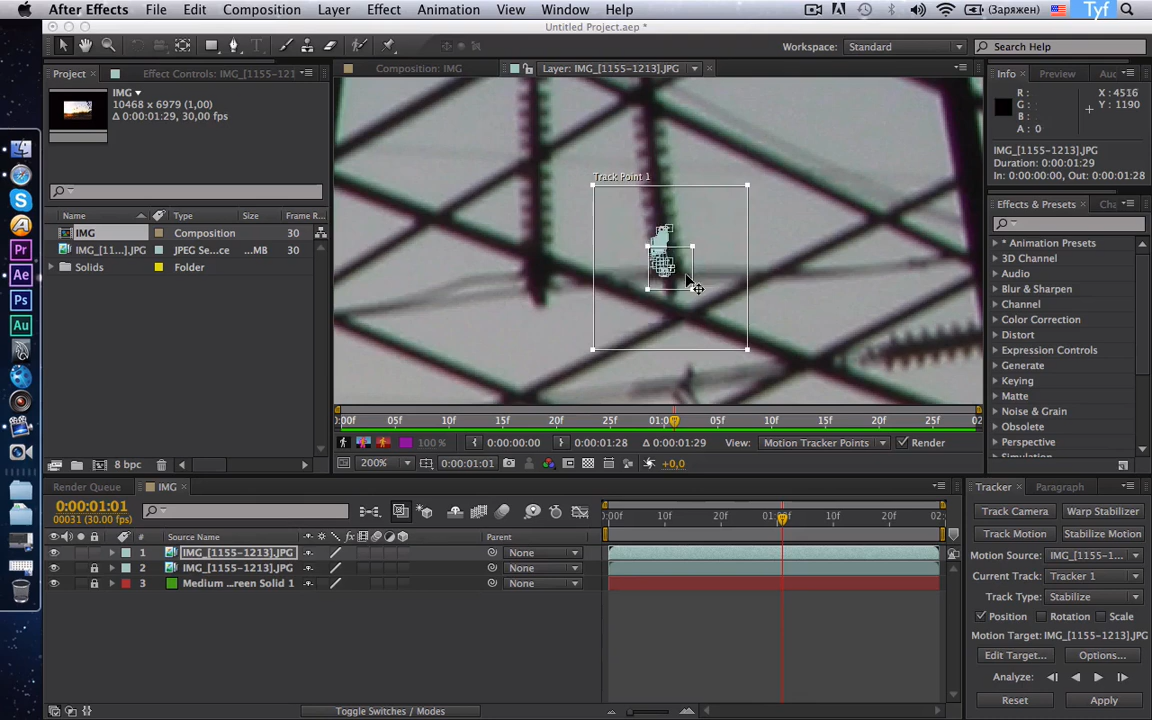 After Effects File Edit Composition Layer Effect Animation View Window Help (Заряжен) Tyf
Untitled Project.aep *
Workspace: Standard Search Help
Project Effect Controls: IMG_[1155-121 Composition: IMG Layer: IMG_[1155-1213].JPG Info Preview Auc
IMG
10468 x 6979 (1,00)
Δ 0:00:01:29, 30,00 fps
R : X : 4516
G : Y : 1190
B :
A : 0
IMG_[1155-1213].JPG
Duration: 0:00:01:29
In: 0:00:00:00, Out: 0:00:01:28
Track Point 1
Effects & Presets
Name Type Size Frame R...
IMG Composition 30
IMG_[11...].JPG JPEG Se...ce ...MB 30
Solids Folder
* Animation Presets
3D Channel
Audio
Blur & Sharpen
Channel
Color Correction
Distort
Expression Controls
Generate
Keying
Matte
Noise & Grain
Obsolete
Perspective
0:00f 05f 10f 15f 20f 25f 01:0 05f 10f 15f 20f 25f 02
100 % 0:00:00:00 0:00:01:28 Δ 0:00:01:29 View: Motion Tracker Points Render
8 bpc 200% 0:00:01:01 +0,0
Render Queue IMG
0:00:01:01
00031 (30.00 fps)
:00f 10f 20f 01:00f 10f 20f 02:
# Source Name Parent
1 IMG_[1155-1213].JPG None
2 IMG_[1155-1213].JPG None
3 Medium ...reen Solid 1 None
Toggle Switches / Modes
Tracker Paragraph
Track Camera Warp Stabilizer
Track Motion Stabilize Motion
Motion Source: IMG_[1155-1...
Current Track: Tracker 1
Track Type: Stabilize
Position Rotation Scale
Motion Target: IMG_[1155-1213].JPG
Edit Target... Options...
Analyze:
Reset Apply